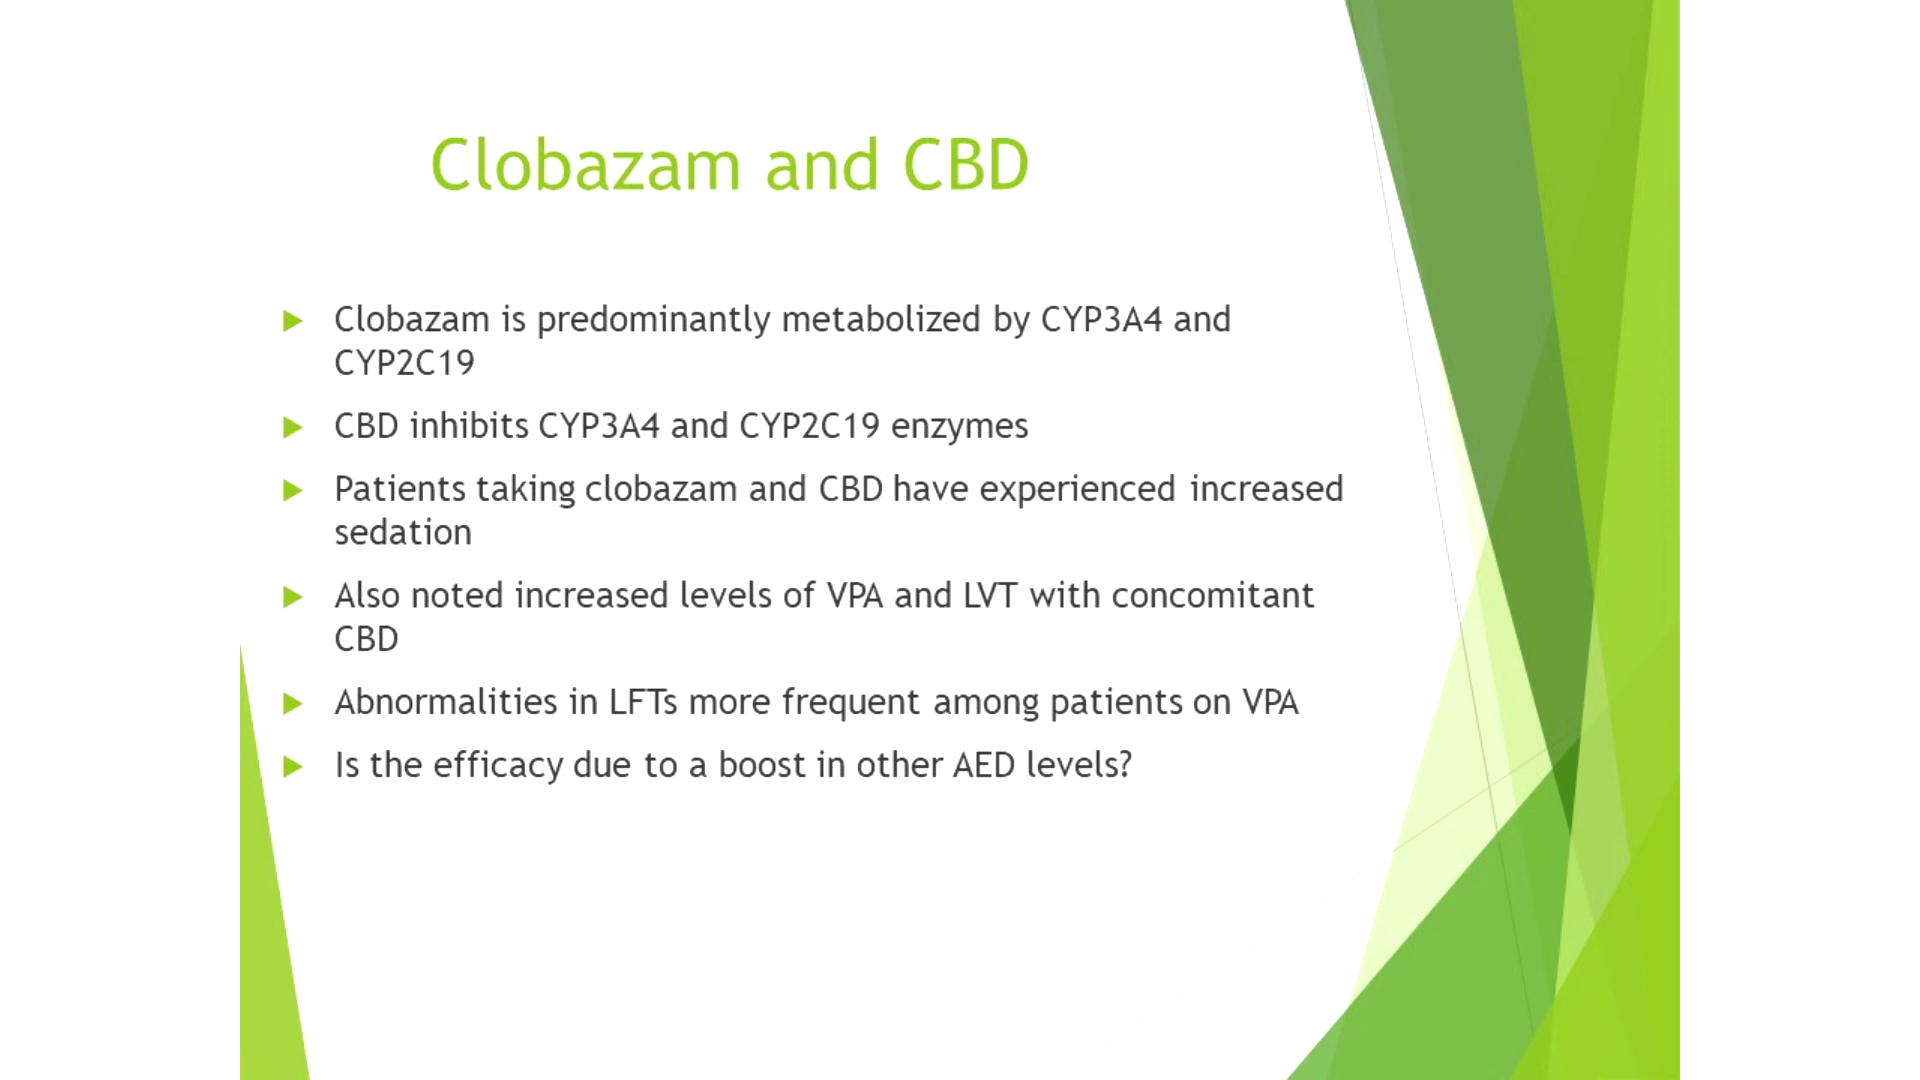 Clobazam and CBD
Clobazam is predominantly metabolized by CYP3A4 and
CYP2C19
CBD inhibits CYP3A4 and CYP2C19 enzymes
Patients taking clobazam and CBD have experienced increased
sedation
Also noted increased levels of VPA and LVT with concomitant
CBD
Abnormalities in LFTs more frequent among patients on VPA
Is the efficacy due to a boost in other AED levels?